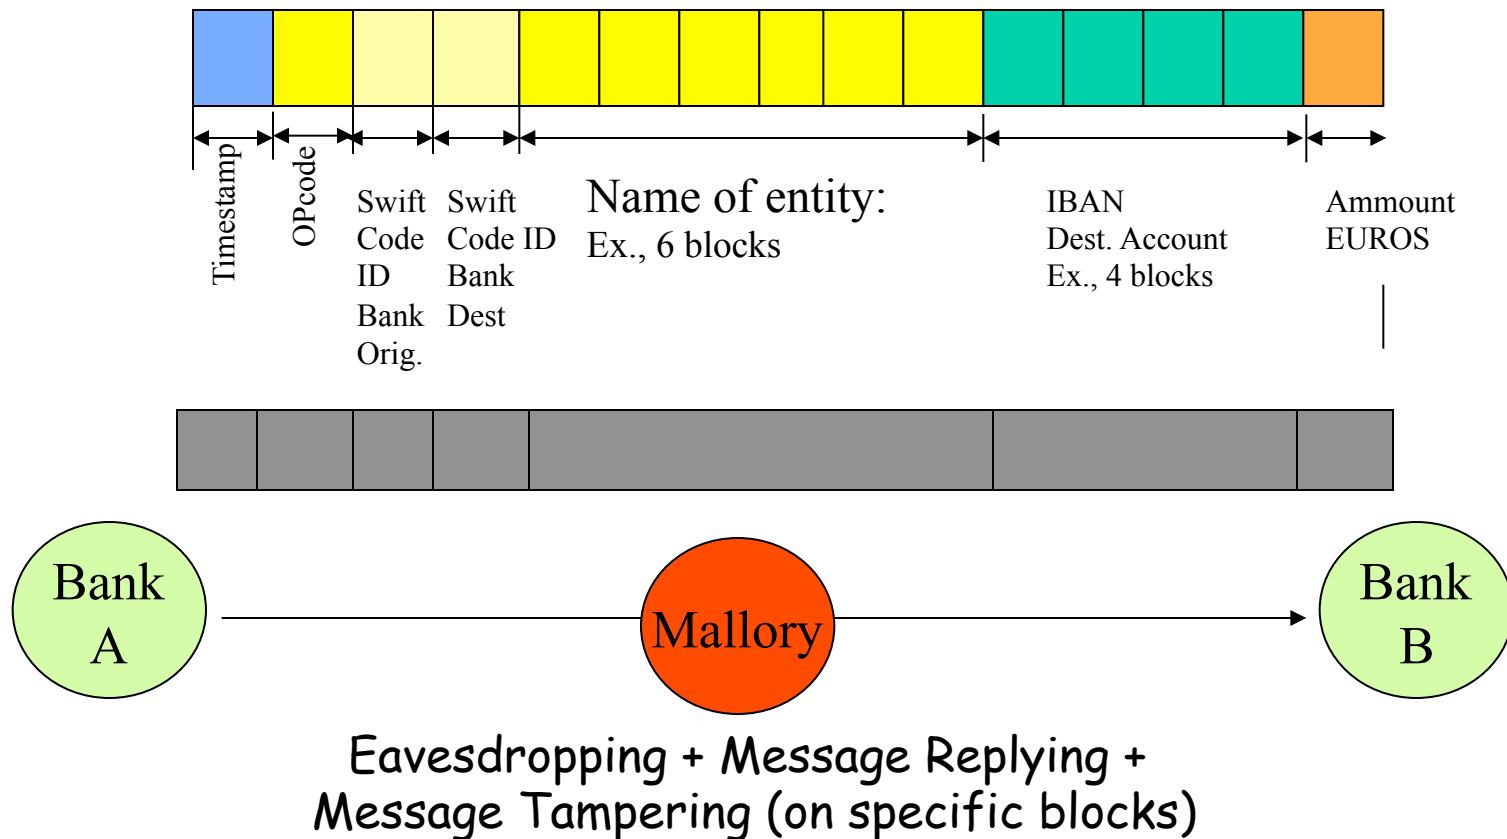 Timestamp
OPcode
Swift
Code
ID
Bank
Orig.
Swift
Code ID
Bank
Dest
Name of entity:
Ex., 6 blocks
IBAN
Dest. Account
Ex., 4 blocks
Ammount
EUROS
Bank
A
Mallory
Bank
B
Eavesdropping + Message Replying +
Message Tampering (on specific blocks)